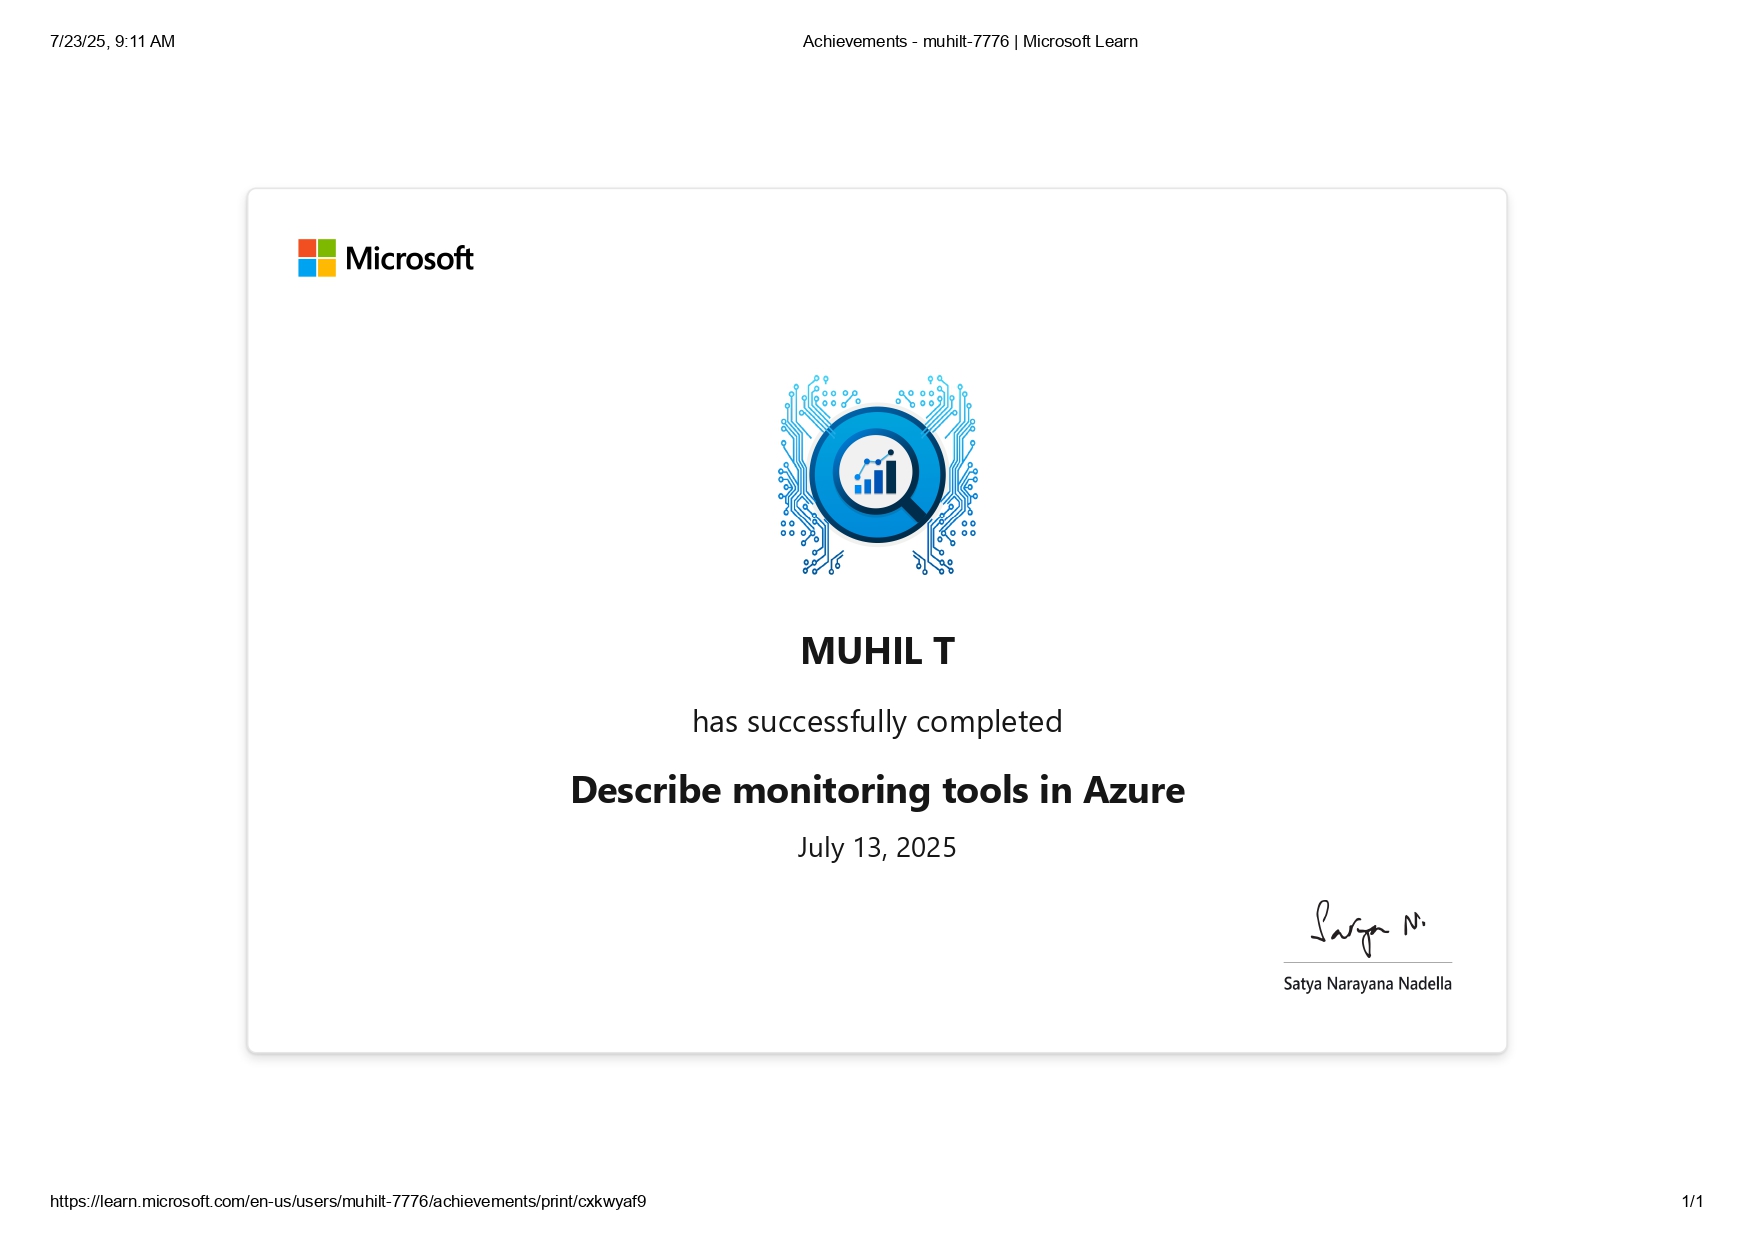 7/23/25, 9:11 AM
Achievements - muhilt-7776 | Microsoft Learn
Microsoft
MUHIL T
has successfully completed
Describe monitoring tools in Azure
July 13, 2025
Satya N.
Satya Narayana Nadella
https://learn.microsoft.com/en-us/users/muhilt-7776/achievements/print/cxkwyaf9
1/1